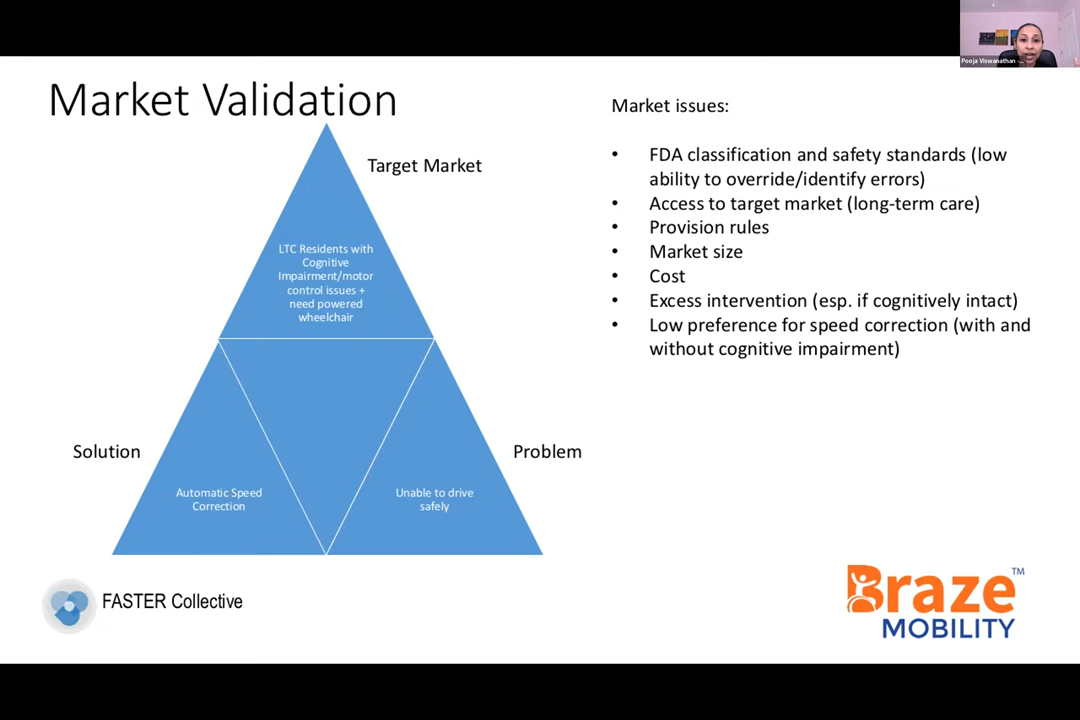 Pooja Viswanathan -...
Market Validation
Target Market
LTC Residents with
Cognitive
Impairment/motor
control issues +
need powered
wheelchair
Solution
Automatic Speed
Correction
Problem
Unable to drive
safely
Market issues:
• FDA classification and safety standards (low
ability to override/identify errors)
• Access to target market (long-term care)
• Provision rules
• Market size
• Cost
• Excess intervention (esp. if cognitively intact)
• Low preference for speed correction (with and
without cognitive impairment)
FASTER Collective
Braze™
MOBILITY